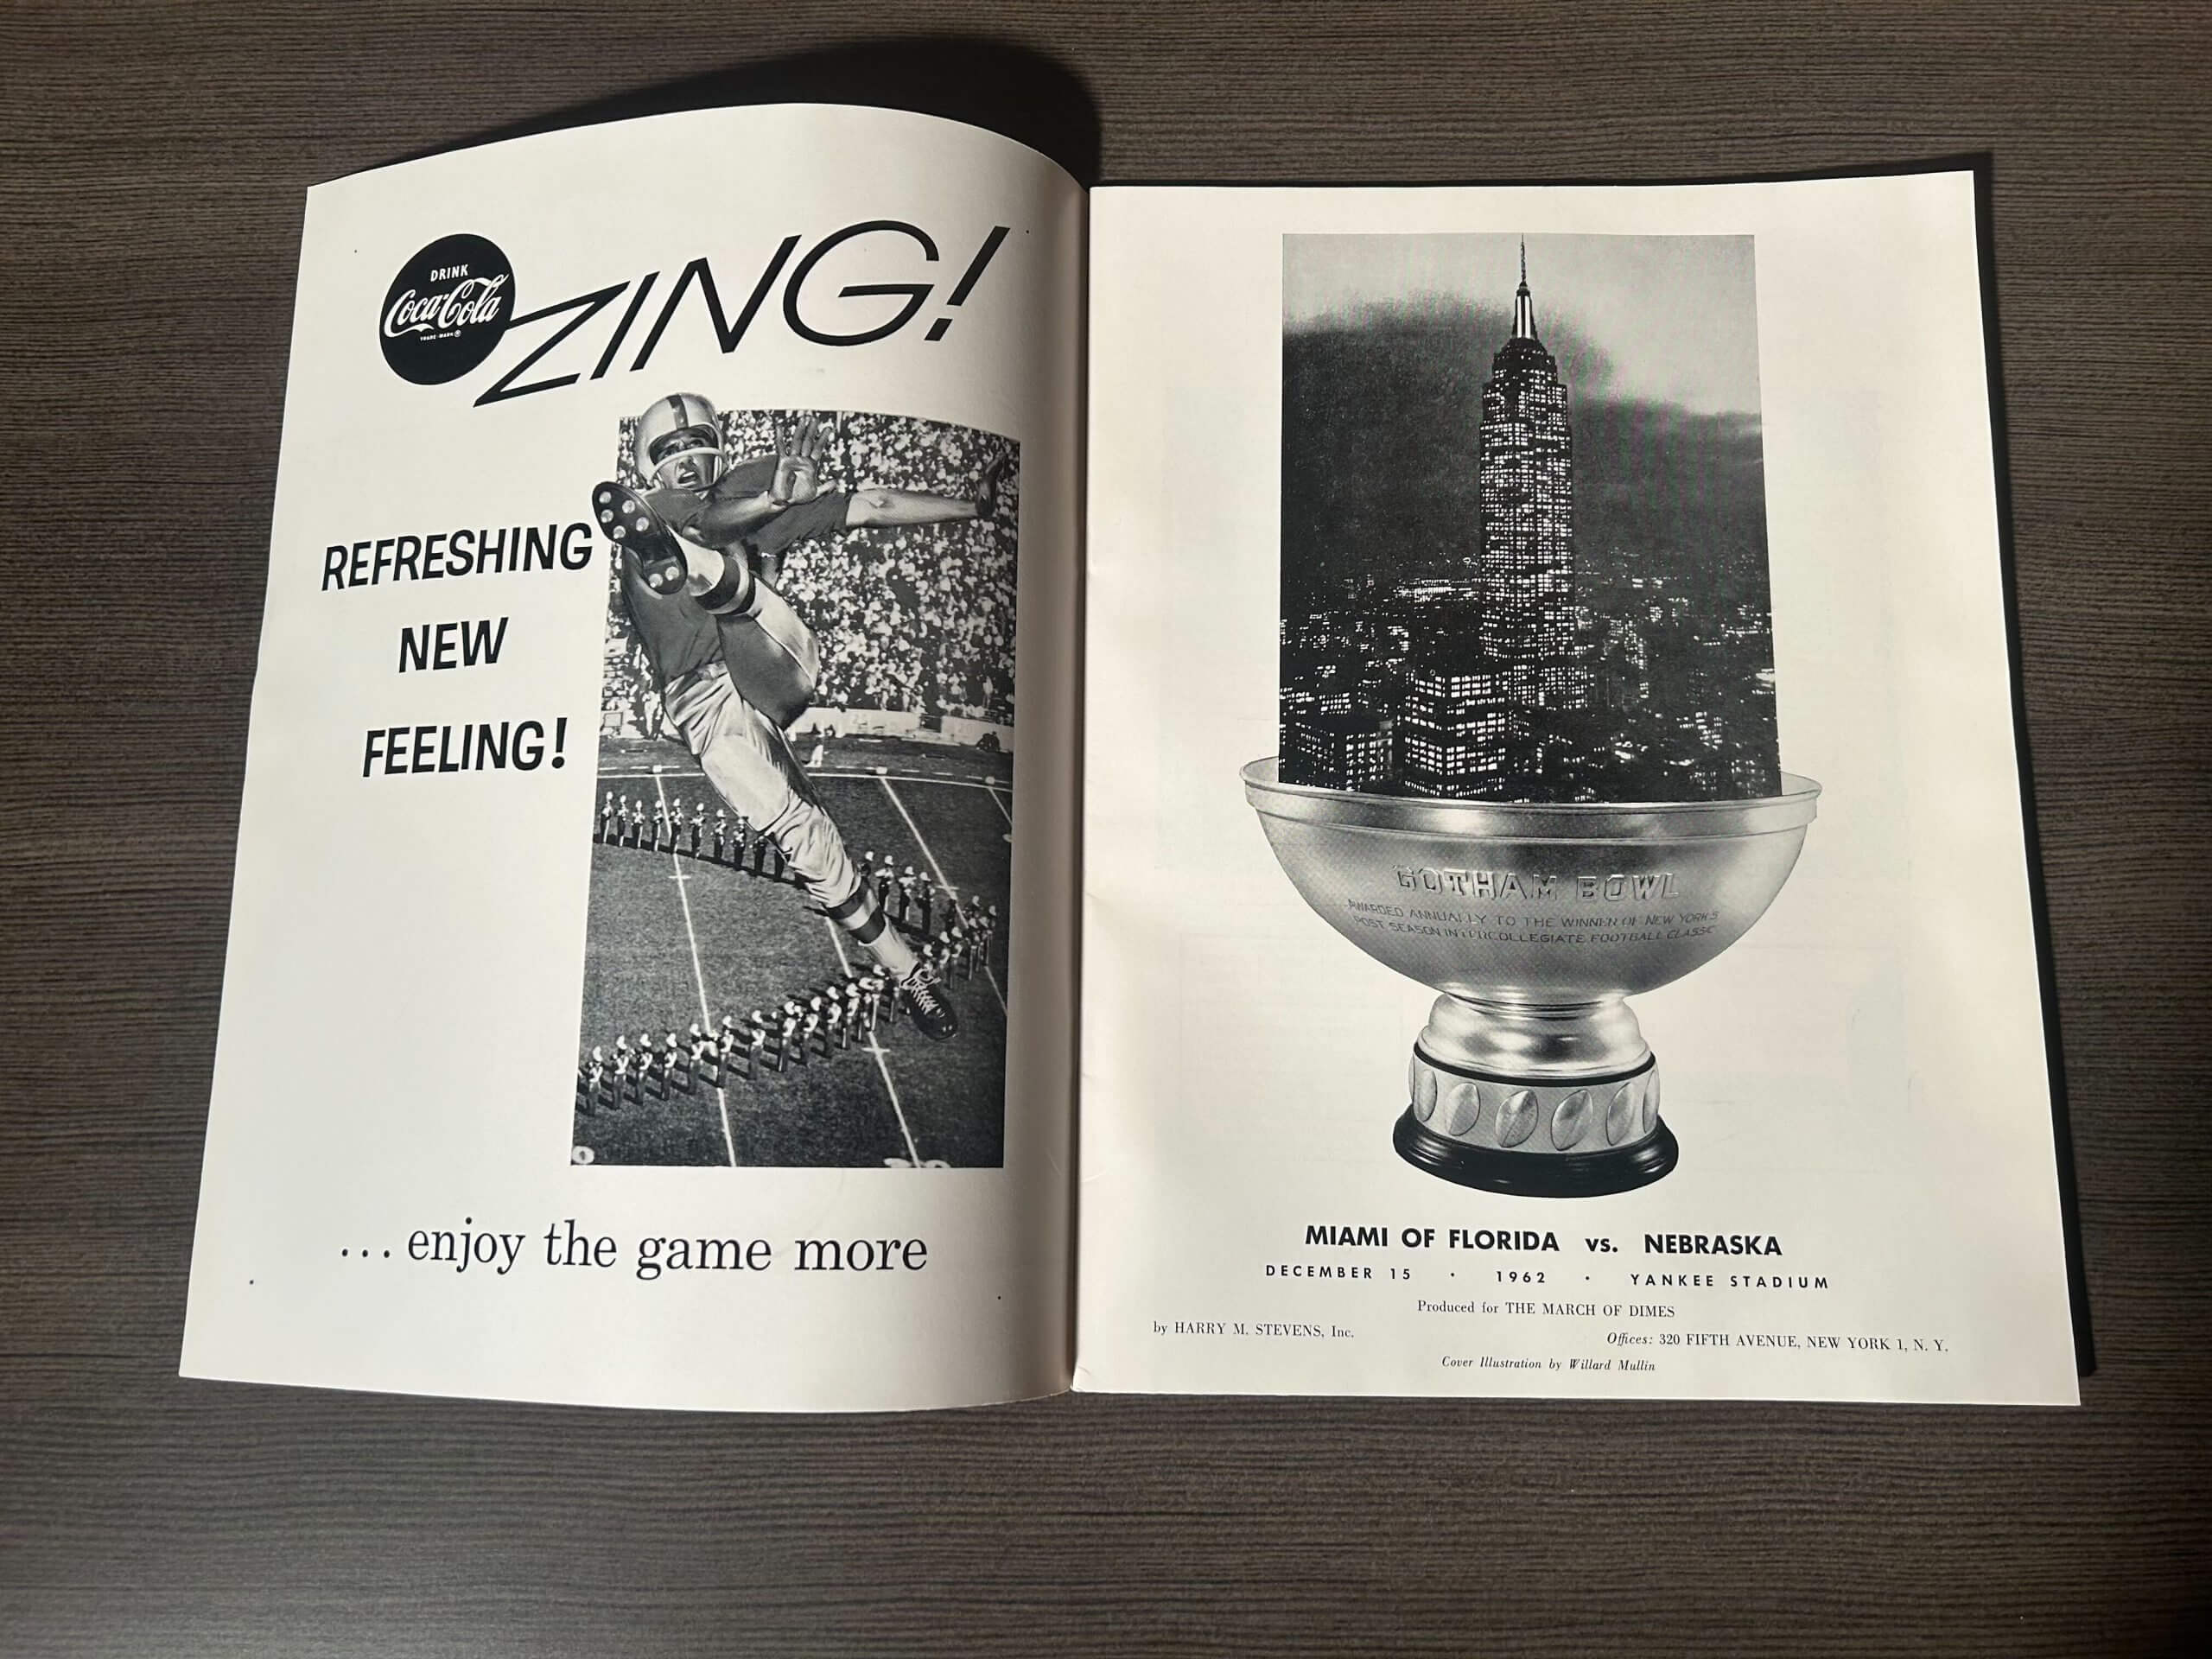 DRINK
Coca-Cola
TRADE-MARK ®
ZING!
REFRESHING
NEW
FEELING!
... enjoy the game more
GOTHAM BOWL
AWARDED ANNUALLY TO THE WINNER OF NEW YORK'S
POST SEASON INTERCOLLEGIATE FOOTBALL CLASSIC
MIAMI OF FLORIDA vs. NEBRASKA
DECEMBER 15 · 1962 · YANKEE STADIUM
Produced for THE MARCH OF DIMES
by HARRY M. STEVENS, Inc.
Offices: 320 FIFTH AVENUE, NEW YORK 1, N. Y.
Cover Illustration by Willard Mullin